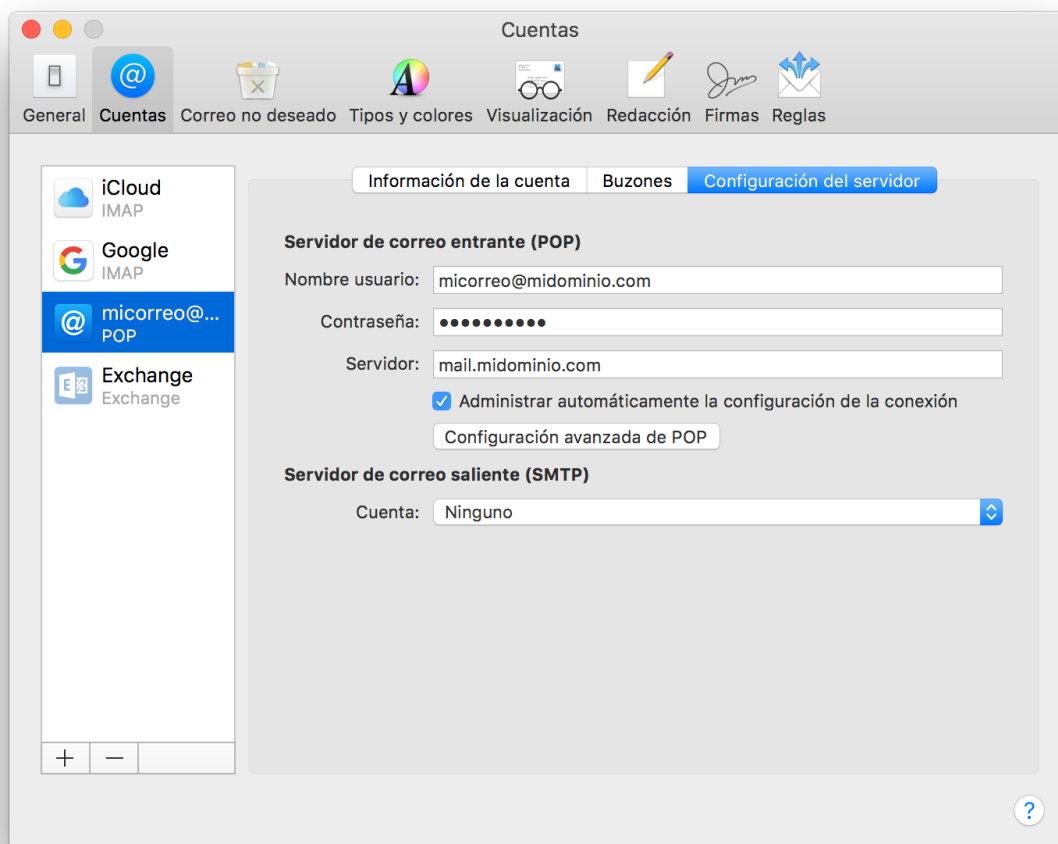 Cuentas
General Cuentas Correo no deseado Tipos y colores Visualización Redacción Firmas Reglas
iCloud
IMAP
Google
IMAP
micorreo@...
POP
Exchange
Exchange
Información de la cuenta Buzones Configuración del servidor
Servidor de correo entrante (POP)
Nombre usuario: micorreo@midominio.com
Contraseña: ●●●●●●●●●●
Servidor: mail.midominio.com
Administrar automáticamente la configuración de la conexión
Configuración avanzada de POP
Servidor de correo saliente (SMTP)
Cuenta: Ninguno
+ −
?